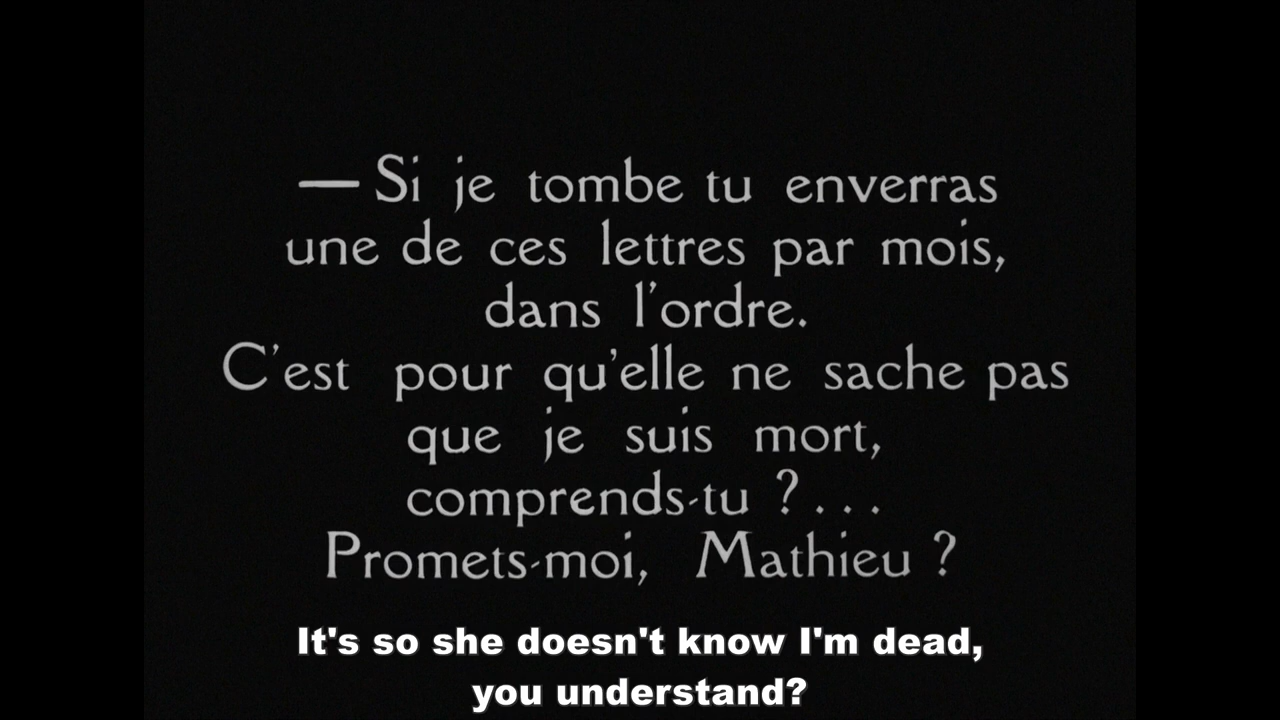 — Si je tombe tu enverras
une de ces lettres par mois,
dans l'ordre.
C'est pour qu'elle ne sache pas
que je suis mort,
comprends-tu ?...
Promets-moi, Mathieu ?
It's so she doesn't know I'm dead,
you understand?